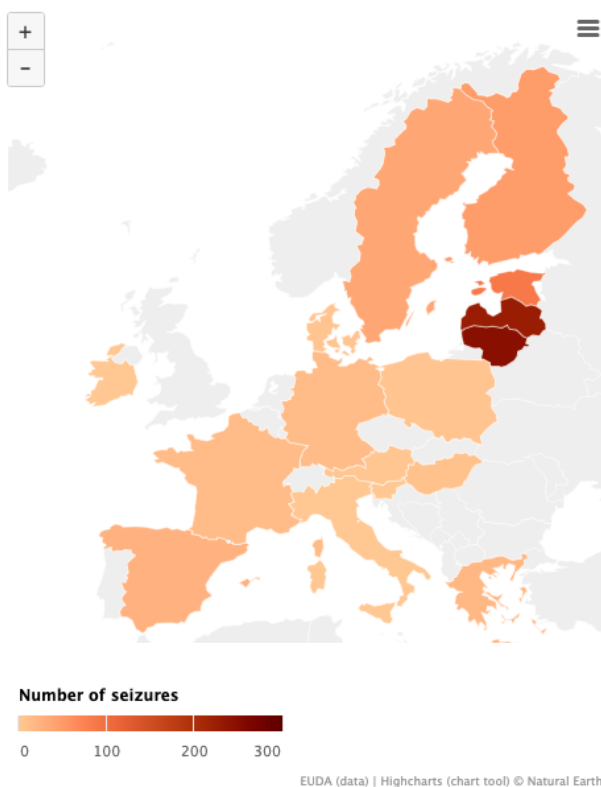 +
−
Number of seizures
0 100 200 300
EUDA (data) | Highcharts (chart tool) © Natural Earth